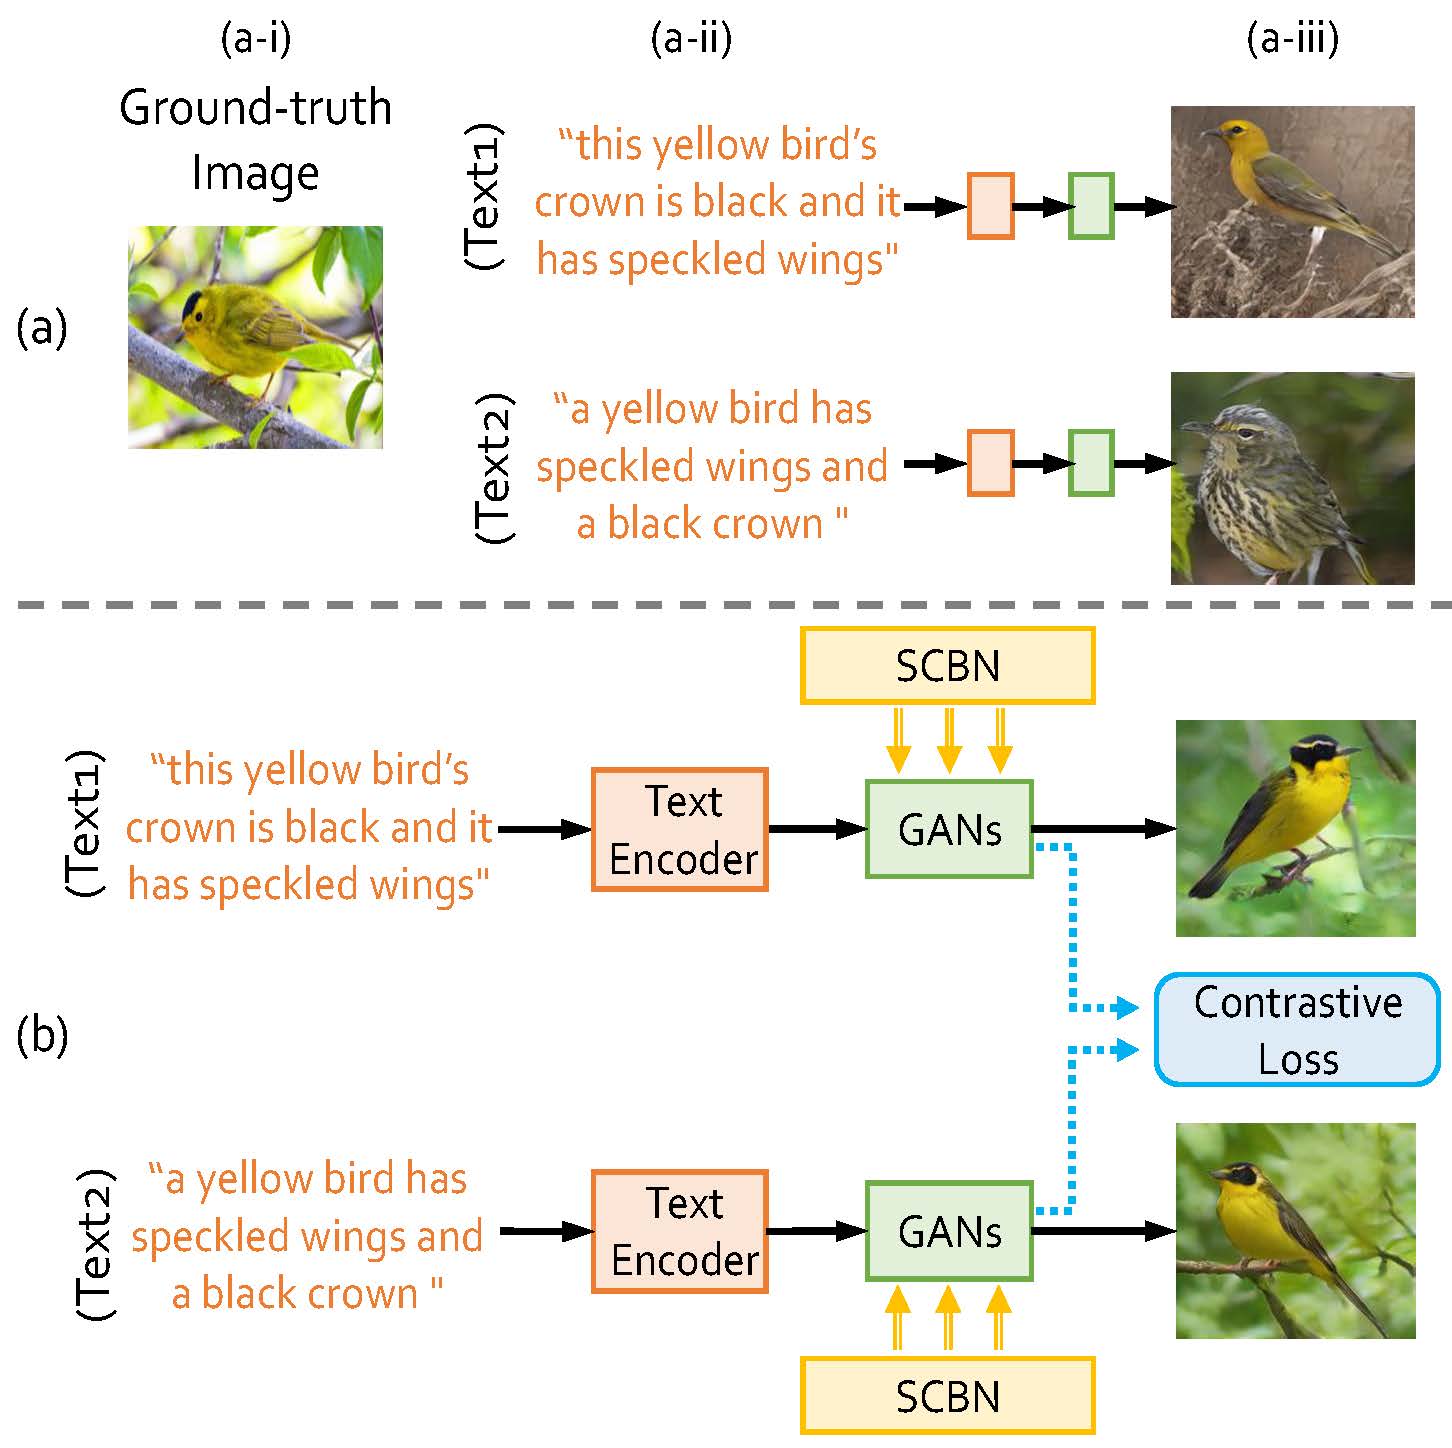 (a-i)
(a-ii)
(a-iii)
Ground-truth
Image
(a)
(Text1)
“this yellow bird’s
crown is black and it
has speckled wings"
(Text2)
“a yellow bird has
speckled wings and
a black crown "
SCBN
(Text1)
“this yellow bird’s
crown is black and it
has speckled wings"
Text
Encoder
GANs
(b)
Contrastive
Loss
(Text2)
“a yellow bird has
speckled wings and
a black crown "
Text
Encoder
GANs
SCBN